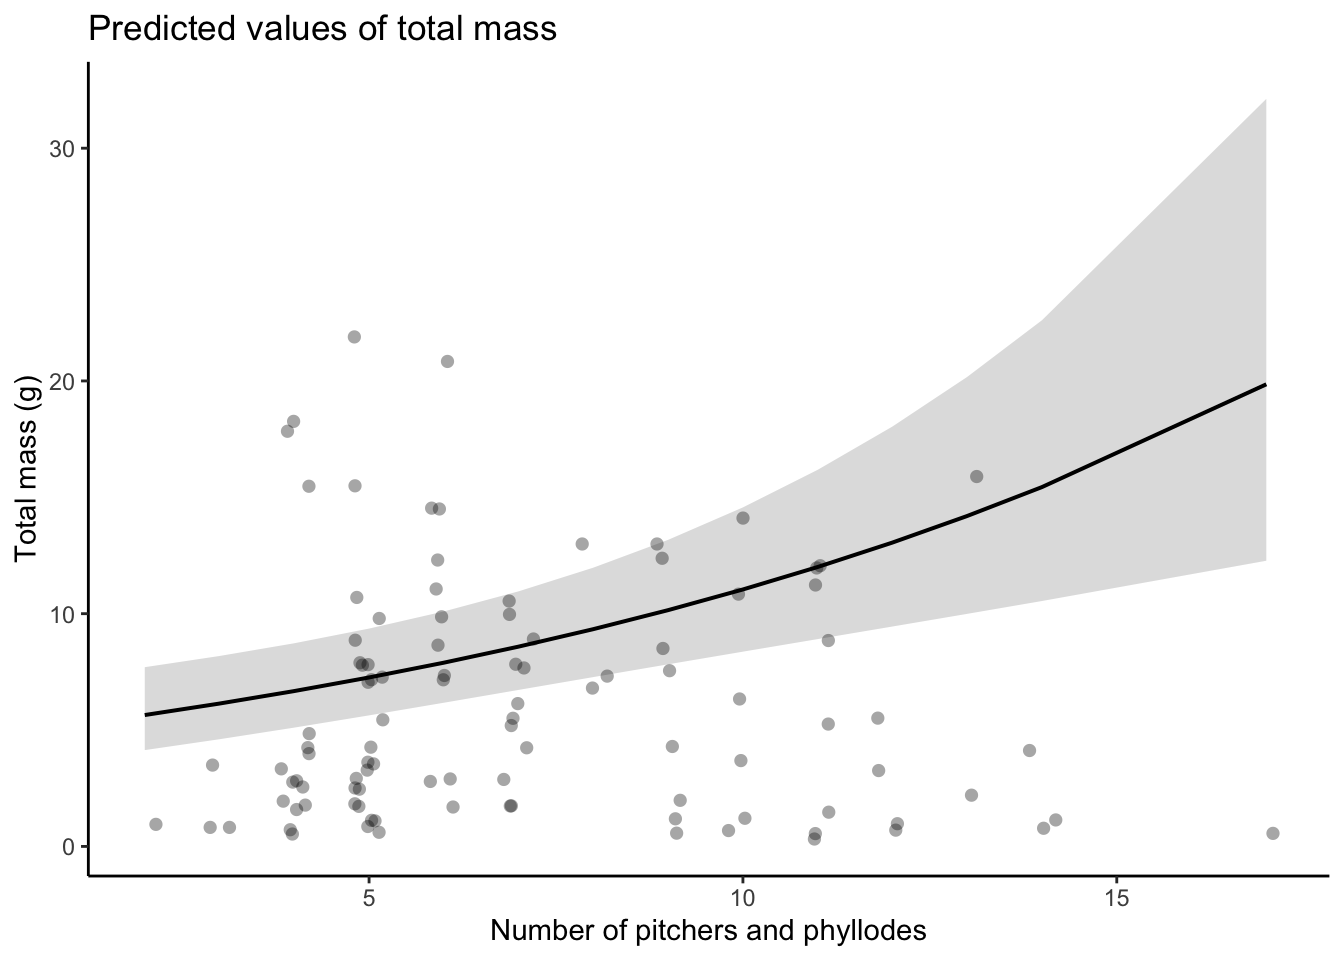 Predicted values of total mass
30
20
10
0
Total mass (g)
5 10 15
Number of pitchers and phyllodes